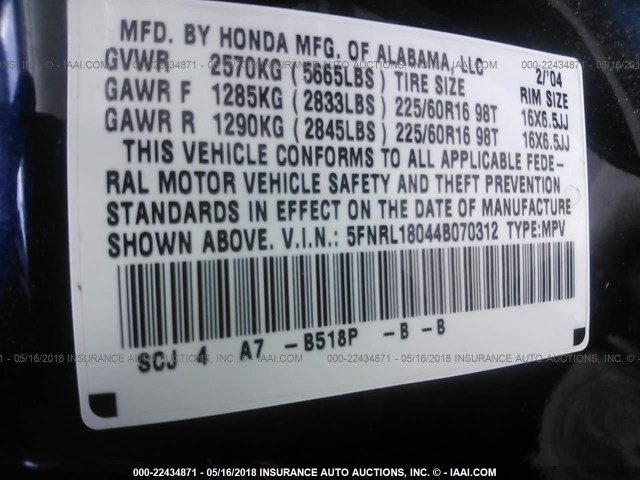 MFD. BY HONDA MFG. OF ALABAMA, LLC 2/'04
GVWR 2570KG (5665LBS) TIRE SIZE RIM SIZE
GAWR F 1285KG (2833LBS) 225/60R16 98T 16X6.5JJ
GAWR R 1290KG (2845LBS) 225/60R16 98T 16X6.5JJ
THIS VEHICLE CONFORMS TO ALL APPLICABLE FEDE-
RAL MOTOR VEHICLE SAFETY AND THEFT PREVENTION
STANDARDS IN EFFECT ON THE DATE OF MANUFACTURE
SHOWN ABOVE. V.I.N.: 5FNRL18044B070312 TYPE:MPV
SCJ 4 A7 -B518P -B -B
000-22434871 - 05/16/2018 INSURANCE AUTO AUCTIONS, INC. - © - IAAI.COM